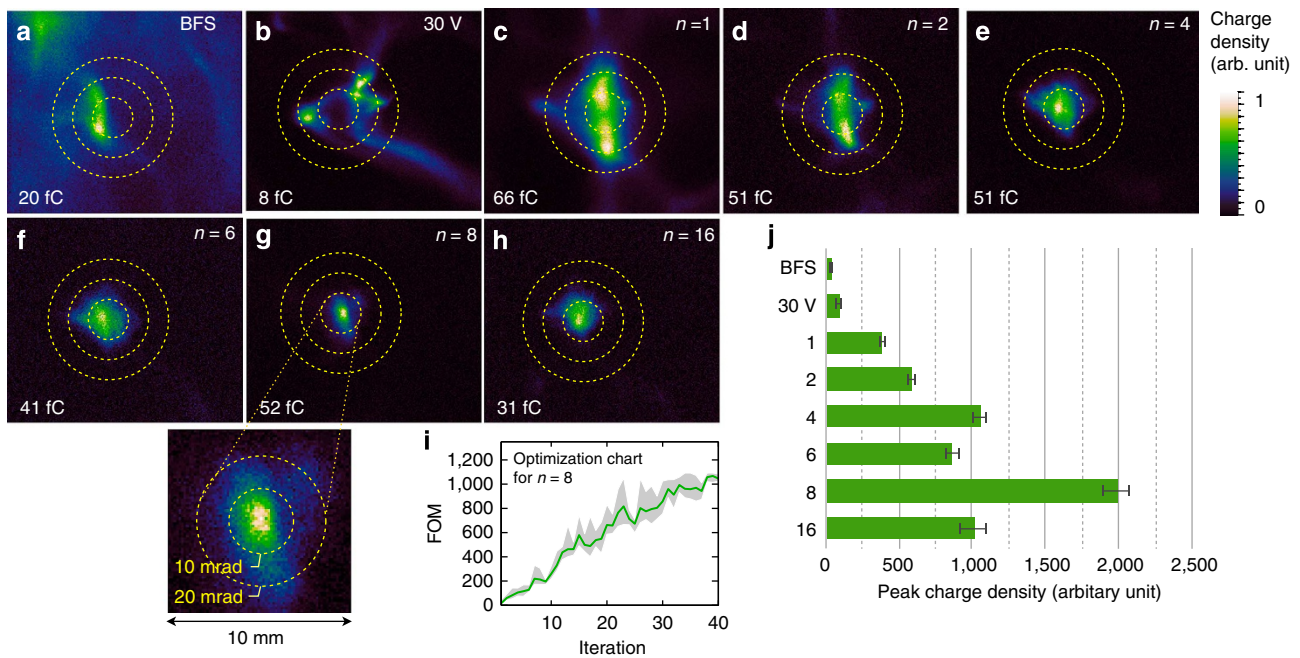 a
BFS
20 fC
b
30 V
8 fC
c
n =1
66 fC
d
n = 2
51 fC
e
n = 4
51 fC
Charge
density
(arb. unit)
1
0
f
n = 6
41 fC
g
n = 8
52 fC
h
n = 16
31 fC
10 mrad
20 mrad
10 mm
i
Optimization chart
for n = 8
FOM
1,200
1,000
800
600
400
200
0
10
20
30
40
Iteration
j
BFS
30 V
1
2
4
6
8
16
0
500
1,000
1,500
2,000
2,500
Peak charge density (arbitary unit)